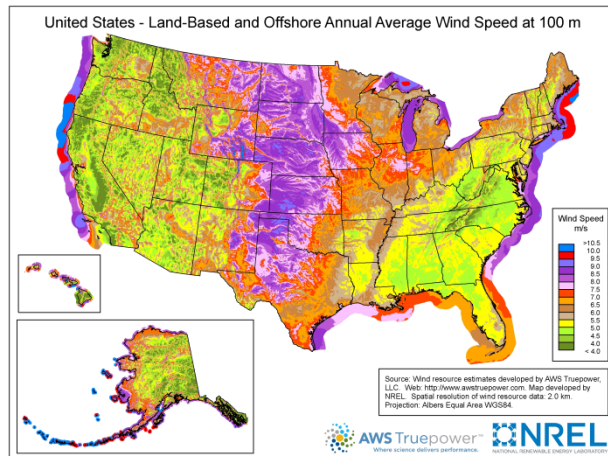 United States - Land-Based and Offshore Annual Average Wind Speed at 100 m
Wind Speed
m/s
>10.5
10.0
9.5
9.0
8.5
8.0
7.5
7.0
6.5
6.0
5.5
5.0
4.5
4.0
< 4.0
Source: Wind resource estimates developed by AWS Truepower,
LLC. Web: http://www.awstruepower.com. Map developed by
NREL. Spatial resolution of wind resource data: 2.0 km.
Projection: Albers Equal Area WGS84.
AWS Truepower™
Where science delivers performance.
NREL
NATIONAL RENEWABLE ENERGY LABORATORY